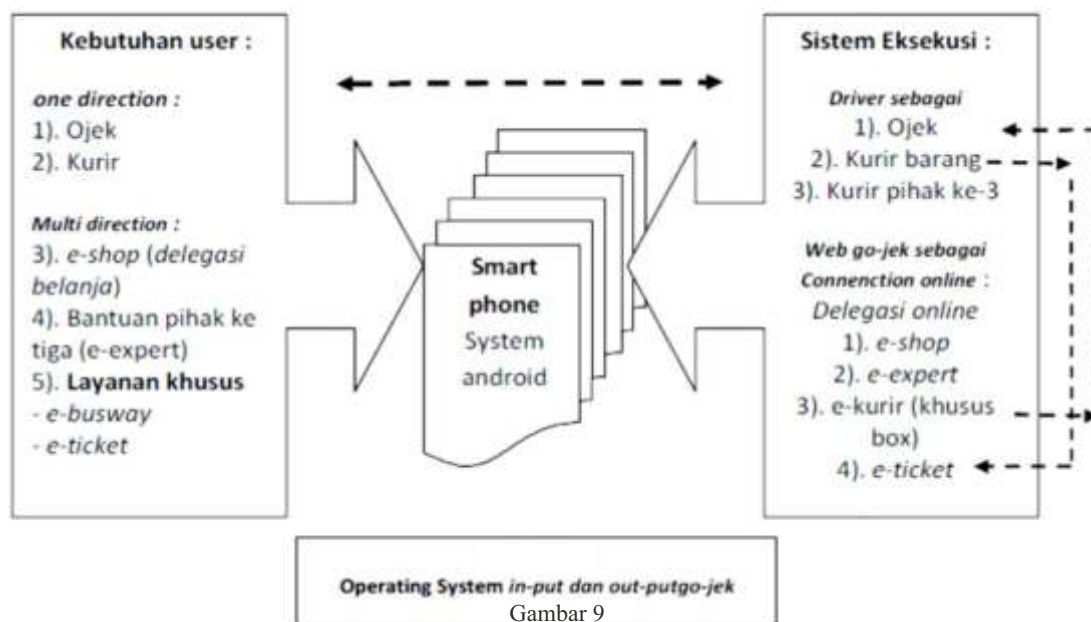 Kebutuhan user :
one direction :
1). Ojek
2). Kurir
Multi direction :
3). e-shop (delegasi
belanja)
4). Bantuan pihak ke
tiga (e-expert)
5). Layanan khusus
- e-busway
- e-ticket
Smart
phone
System
android
Sistem Eksekusi :
Driver sebagai
1). Ojek
2). Kurir barang
3). Kurir pihak ke-3
Web go-jek sebagai
Connenction online :
Delegasi online
1). e-shop
2). e-expert
3). e-kurir (khusus
box)
4). e-ticket
Operating System in-put dan out-putgo-jek
Gambar 9